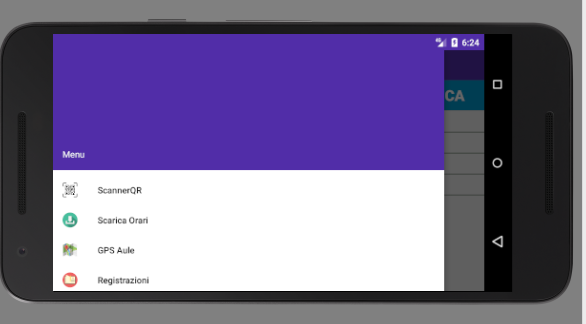 6:24
CA
Menu
ScannerQR
Scarica Orari
GPS Aule
Registrazioni